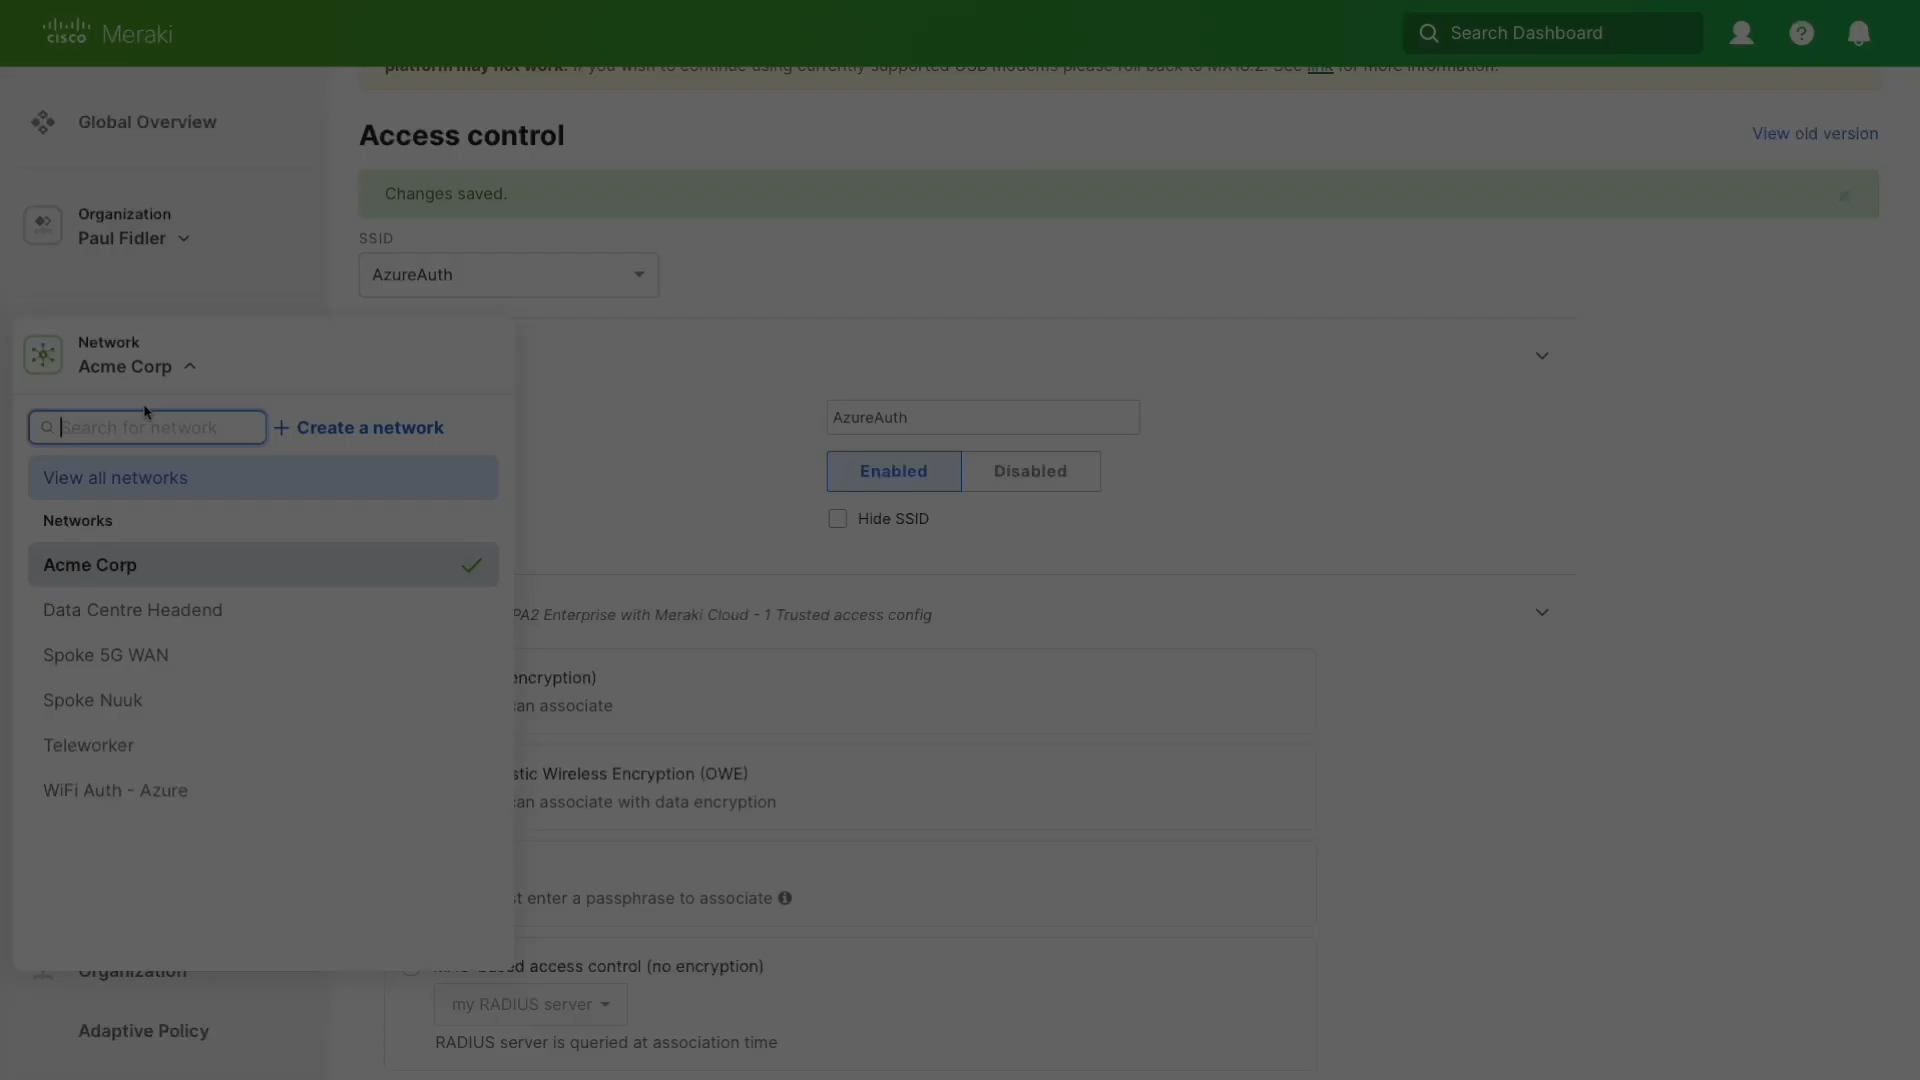 cisco Meraki
Search Dashboard
platform may not work. If you wish to continue using currently supported USB modems please roll back to MX18.2. See link for more information.
Global Overview
Access control
View old version
Changes saved.
Organization
Paul Fidler
SSID
AzureAuth
Network
Acme Corp
Search for network
+ Create a network
AzureAuth
View all networks
Enabled
Disabled
Networks
Hide SSID
Acme Corp
Data Centre Headend
PA2 Enterprise with Meraki Cloud - 1 Trusted access config
Spoke 5G WAN
encryption)
Spoke Nuuk
can associate
Teleworker
stic Wireless Encryption (OWE)
WiFi Auth - Azure
can associate with data encryption
st enter a passphrase to associate
Organization
based access control (no encryption)
my RADIUS server
Adaptive Policy
RADIUS server is queried at association time